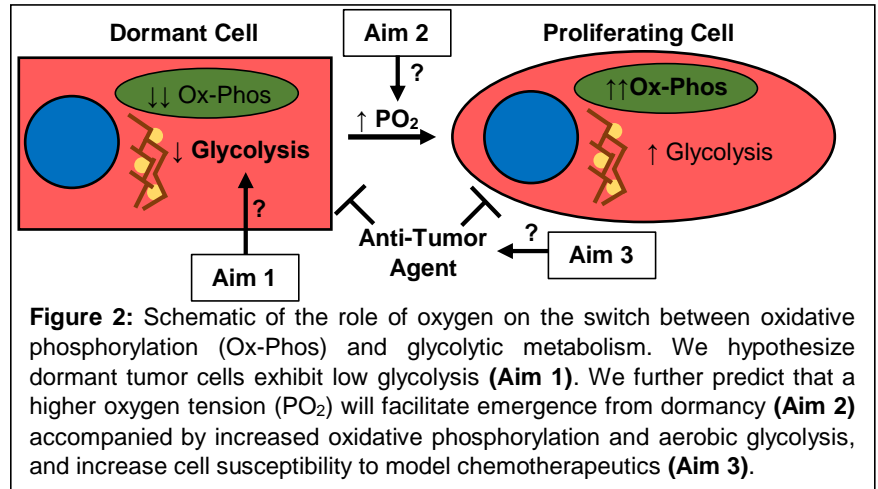 Dormant Cell
Aim 2
Proliferating Cell
?
↓↓ Ox-Phos
↑↑Ox-Phos
↑ PO₂
↓ Glycolysis
↑ Glycolysis
?
Anti-Tumor
Agent
?
Aim 1
Aim 3
Figure 2: Schematic of the role of oxygen on the switch between oxidative
phosphorylation (Ox-Phos) and glycolytic metabolism. We hypothesize
dormant tumor cells exhibit low glycolysis (Aim 1). We further predict that a
higher oxygen tension (PO₂) will facilitate emergence from dormancy (Aim 2)
accompanied by increased oxidative phosphorylation and aerobic glycolysis,
and increase cell susceptibility to model chemotherapeutics (Aim 3).